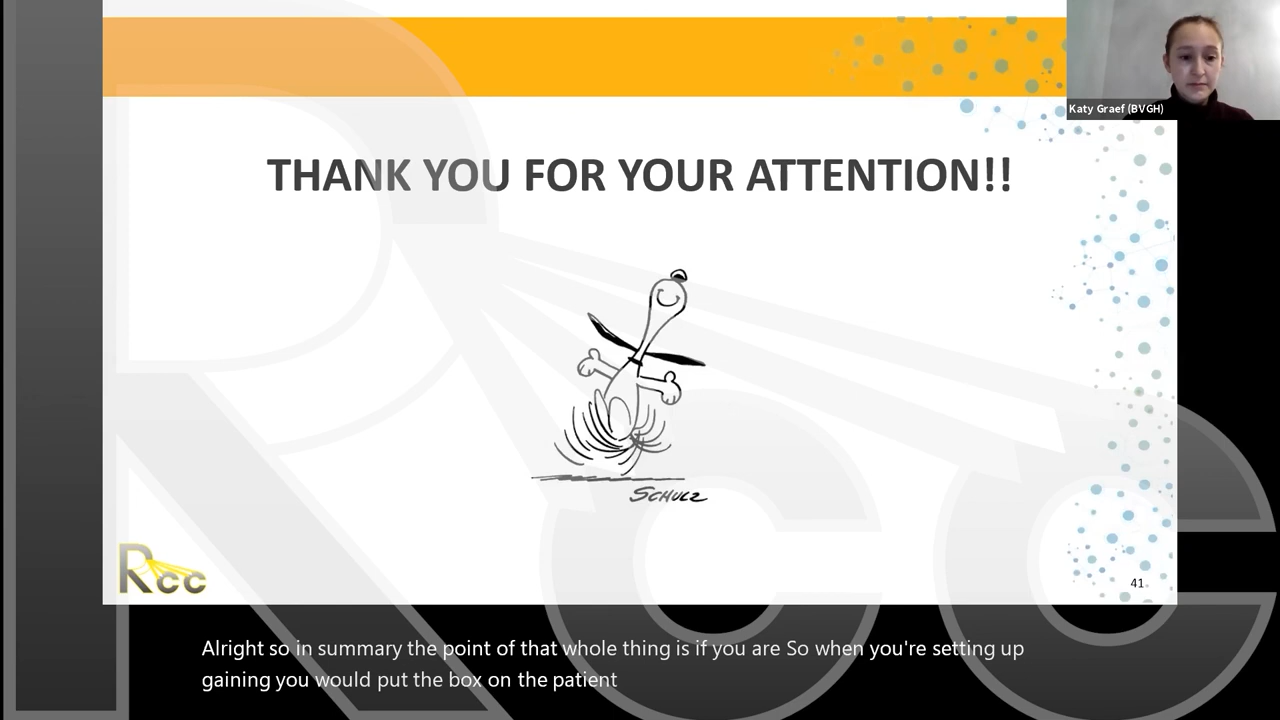 Katy Graef (BVGH)
THANK YOU FOR YOUR ATTENTION!!
SCHULZ
Rcc
41
Alright so in summary the point of that whole thing is if you are So when you're setting up
gaining you would put the box on the patient
Rcc